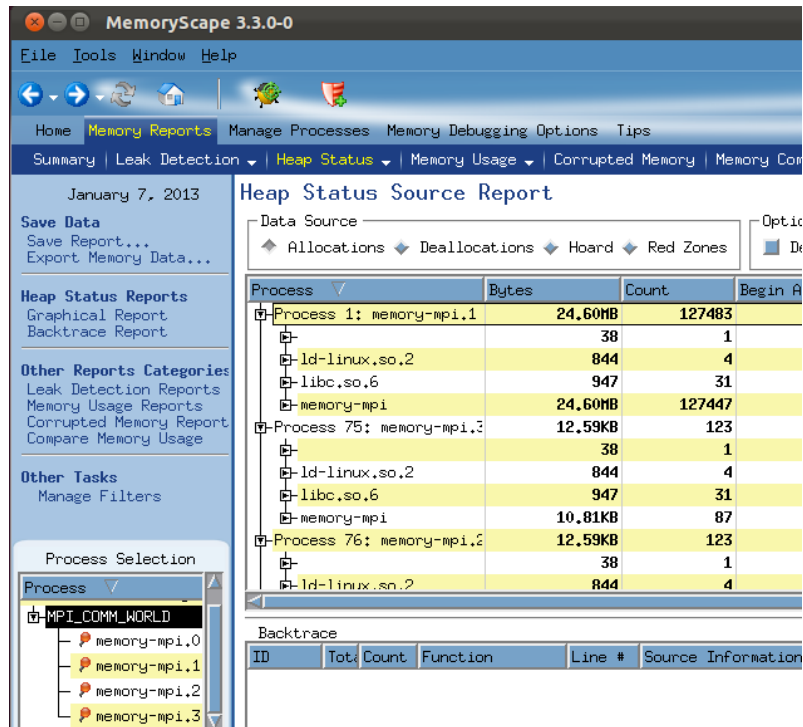 MemoryScape 3.3.0-0
File Tools Window Help
Home Memory Reports Manage Processes Memory Debugging Options Tips
Summary | Leak Detection | Heap Status | Memory Usage | Corrupted Memory | Memory Com
January 7, 2013
Save Data
Save Report...
Export Memory Data...
Heap Status Reports
Graphical Report
Backtrace Report
Other Reports Categories
Leak Detection Reports
Memory Usage Reports
Corrupted Memory Report
Compare Memory Usage
Other Tasks
Manage Filters
Process Selection
Process
MPI_COMM_WORLD
memory-mpi.0
memory-mpi.1
memory-mpi.2
memory-mpi.3
Heap Status Source Report
Data Source
Allocations Deallocations Hoard Red Zones
Optio
De
Process Bytes Count Begin A
Process 1: memory-mpi.1 24.60MB 127483
38 1
ld-linux.so.2 844 4
libc.so.6 947 31
memory-mpi 24.60MB 127447
Process 75: memory-mpi.3 12.59KB 123
38 1
ld-linux.so.2 844 4
libc.so.6 947 31
memory-mpi 10.81KB 87
Process 76: memory-mpi.2 12.59KB 123
38 1
ld-linux.so.2 844 4
Backtrace
ID Tota Count Function Line # Source Information